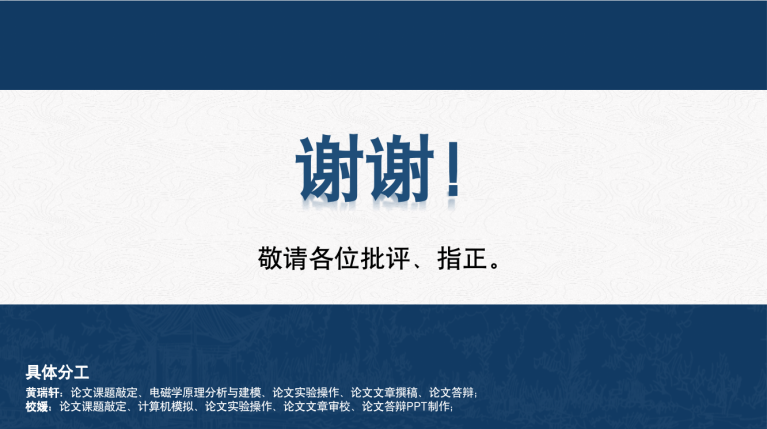 谢谢！
敬请各位批评、指正。
具体分工
黄瑞轩：论文课题敲定、电磁学原理分析与建模、论文实验操作、论文文章撰稿、论文答辩；
校媛：论文课题敲定、计算机模拟、论文实验操作、论文文章审校、论文答辩PPT制作；